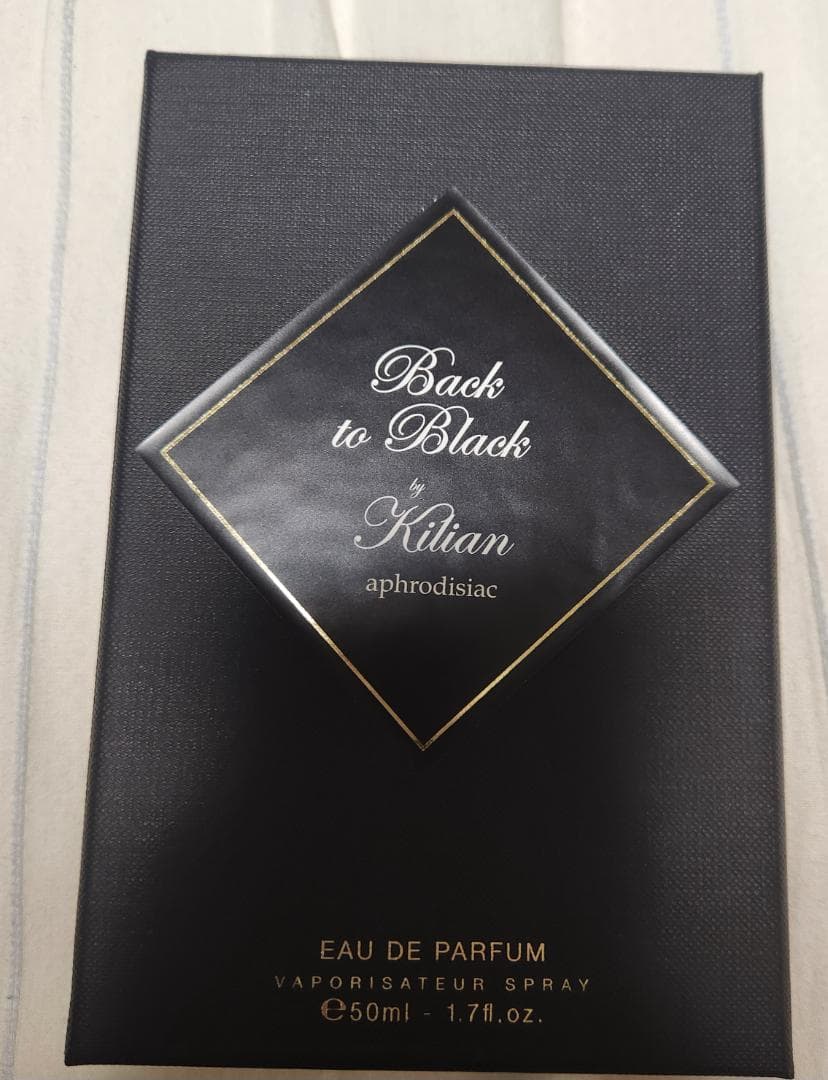 Back
to Black
by
Kilian
aphrodisiac
EAU DE PARFUM
VAPORISATEUR SPRAY
℮50ml - 1.7fl.oz.